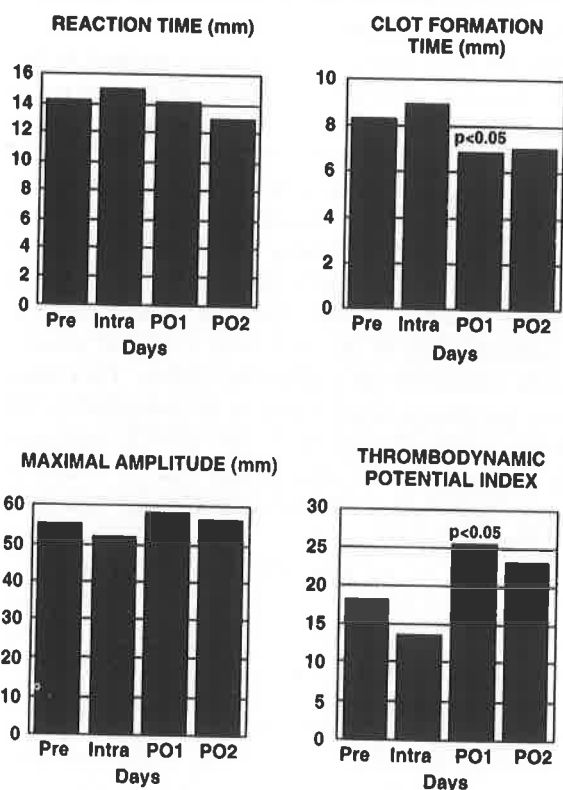 REACTION TIME (mm)
16
14
12
10
8
6
4
2
0
Pre Intra PO1 PO2
Days
CLOT FORMATION
TIME (mm)
10
8
6
4
2
0
p<0.05
Pre Intra PO1 PO2
Days
MAXIMAL AMPLITUDE (mm)
60
50
40
30
20
10
0
Pre Intra PO1 PO2
Days
THROMBODYNAMIC
POTENTIAL INDEX
30
25
20
15
10
5
0
p<0.05
Pre Intra PO1 PO2
Days